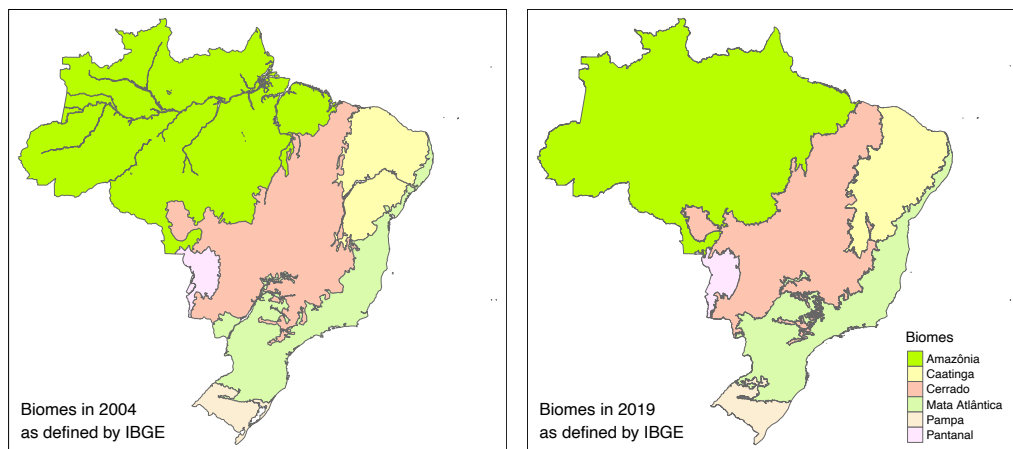 Biomes in 2004
as defined by IBGE
Biomes in 2019
as defined by IBGE
Biomes
Amazônia
Caatinga
Cerrado
Mata Atlântica
Pampa
Pantanal